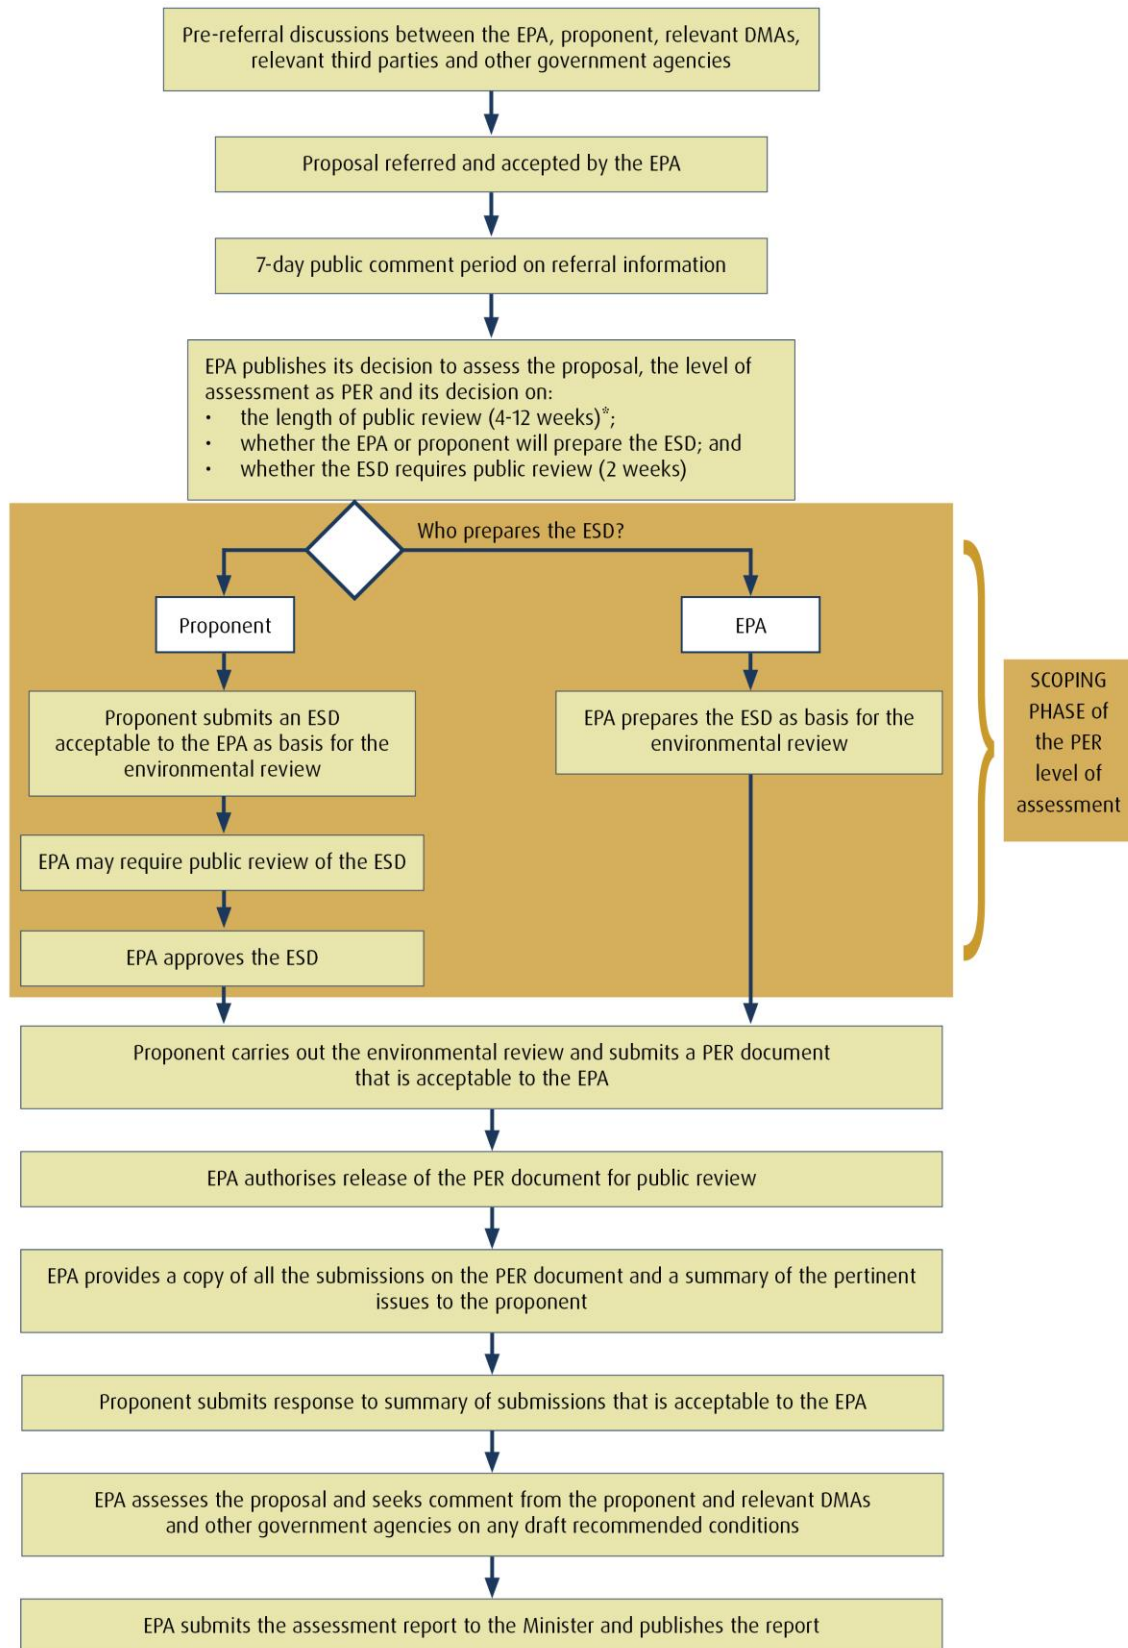 Pre-referral discussions between the EPA, proponent, relevant DMAs,
relevant third parties and other government agencies
Proposal referred and accepted by the EPA
7-day public comment period on referral information
EPA publishes its decision to assess the proposal, the level of
assessment as PER and its decision on:
• the length of public review (4-12 weeks)*;
• whether the EPA or proponent will prepare the ESD; and
• whether the ESD requires public review (2 weeks)
Who prepares the ESD?
Proponent
EPA
Proponent submits an ESD
acceptable to the EPA as basis for the
environmental review
EPA prepares the ESD as basis for the
environmental review
EPA may require public review of the ESD
EPA approves the ESD
SCOPING
PHASE of
the PER
level of
assessment
Proponent carries out the environmental review and submits a PER document
that is acceptable to the EPA
EPA authorises release of the PER document for public review
EPA provides a copy of all the submissions on the PER document and a summary of the pertinent
issues to the proponent
Proponent submits response to summary of submissions that is acceptable to the EPA
EPA assesses the proposal and seeks comment from the proponent and relevant DMAs
and other government agencies on any draft recommended conditions
EPA submits the assessment report to the Minister and publishes the report